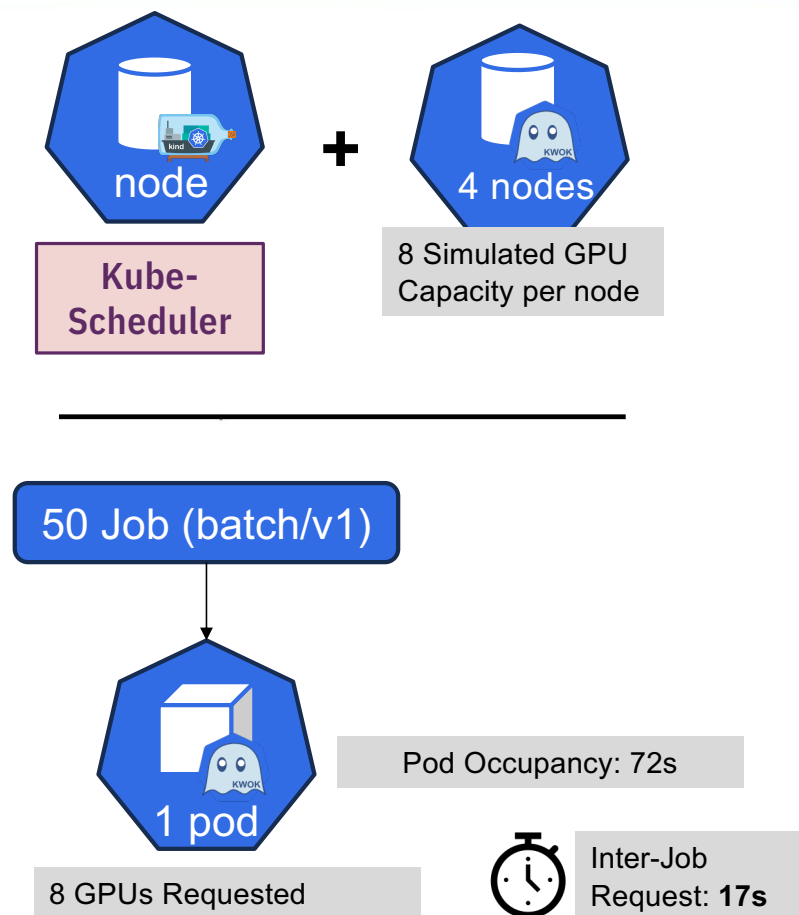 kind
node
+
KWOK
4 nodes
Kube-
Scheduler
8 Simulated GPU
Capacity per node
50 Job (batch/v1)
KWOK
1 pod
Pod Occupancy: 72s
8 GPUs Requested
Inter-Job
Request: 17s